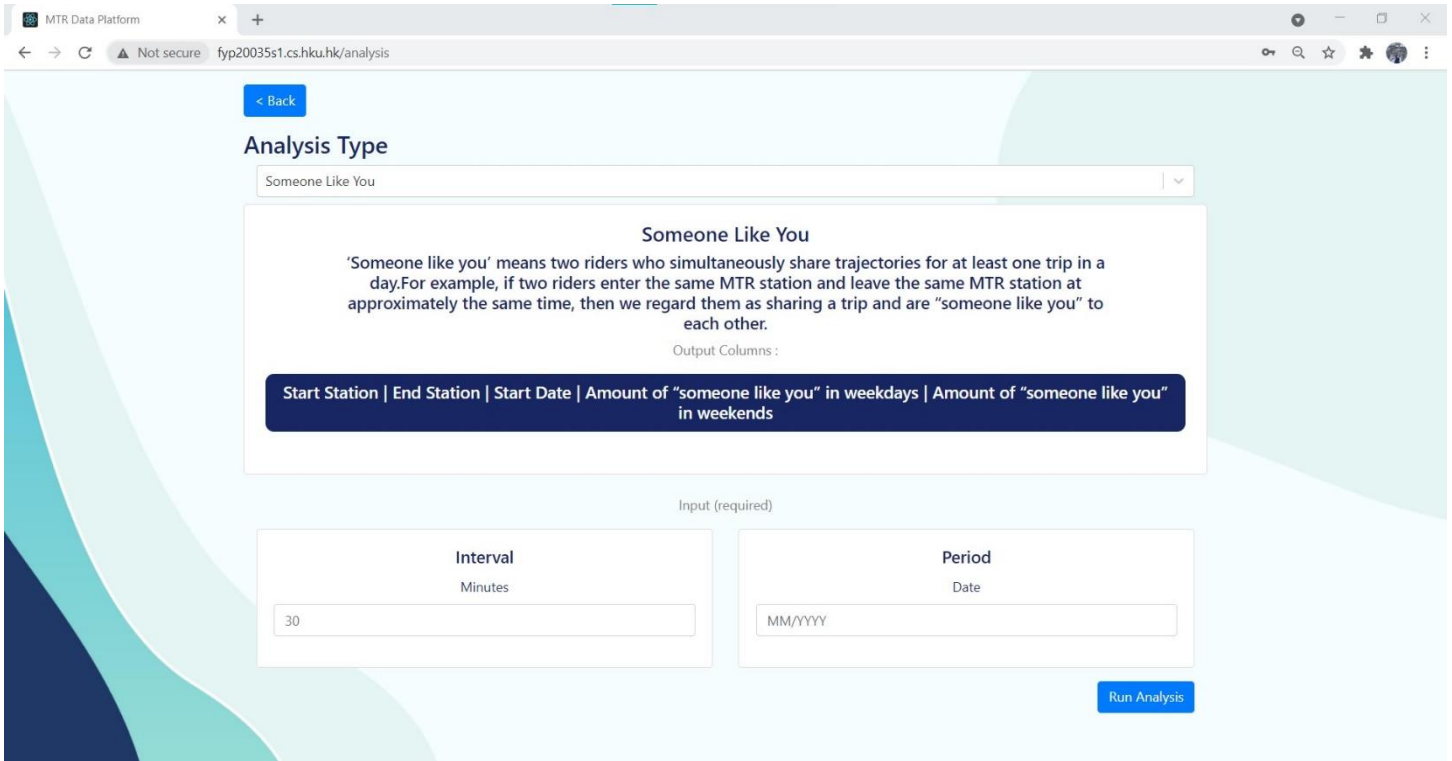 MTR Data Platform
Not secure fyp20035s1.cs.hku.hk/analysis
< Back
Analysis Type
Someone Like You
Someone Like You
‘Someone like you’ means two riders who simultaneously share trajectories for at least one trip in a
day.For example, if two riders enter the same MTR station and leave the same MTR station at
approximately the same time, then we regard them as sharing a trip and are “someone like you” to
each other.
Output Columns :
Start Station | End Station | Start Date | Amount of “someone like you” in weekdays | Amount of “someone like you”
in weekends
Input (required)
Interval
Minutes
30
Period
Date
MM/YYYY
Run Analysis